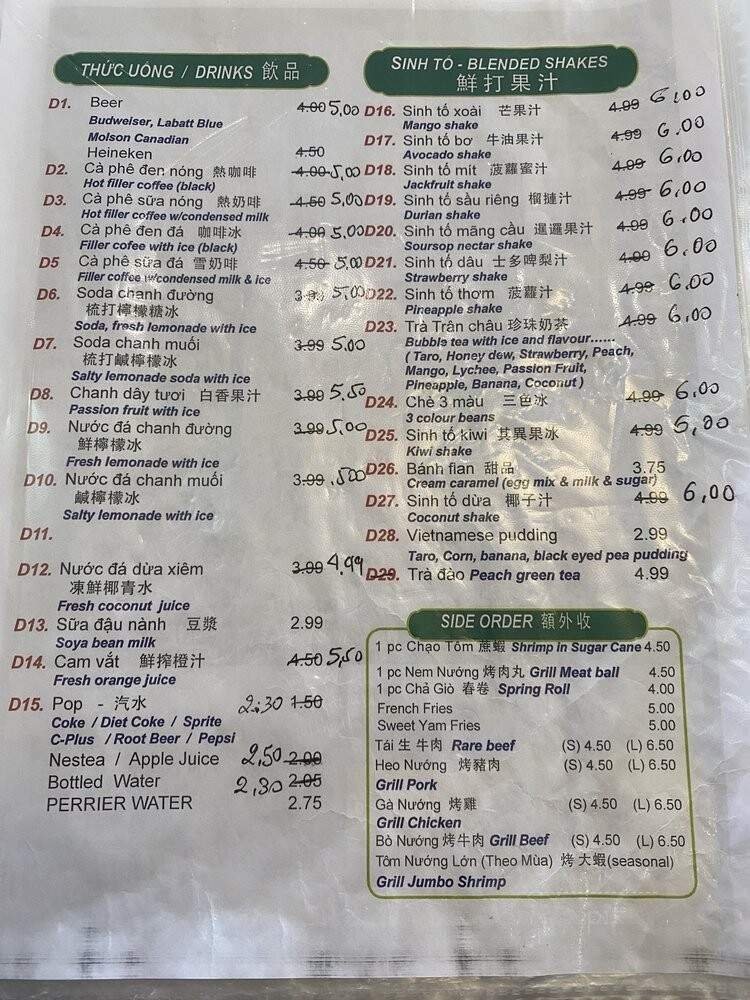 THỨC UỐNG / DRINKS 飲品
D1. Beer 4.00 5,00
Budweiser, Labatt Blue
Molson Canadian
Heineken 4.50
D2. Cà phê đen nóng 熱咖啡 4.00 5,00
Hot filler coffee (black)
D3. Cà phê sữa nóng 熱奶啡 4.50 5,00
Hot filler coffee w/condensed milk
D4. Cà phê đen đá 咖啡冰 4.00 5,00
Filler cofee with ice (black)
D5 Cà phê sữa đá 雪奶啡 4.50 5,00
Filler coffee w/condensed milk & ice
D6. Soda chanh đường 3.99 5,00
梳打檸檬糖冰
Soda, fresh lemonade with ice
D7. Soda chanh muối 3.99 5,00
梳打鹹檸檬冰
Salty lemonade soda with ice
D8. Chanh dây tươi 白香果汁 3.99 5,50
Passion fruit with ice
D9. Nước đá chanh đường 3.99 5,00
鮮檸檬冰
Fresh lemonade with ice
D10. Nước đá chanh muối 3.99 5,00
鹹檸檬冰
Salty lemonade with ice
D11.
D12. Nước đá dừa xiêm 3.99 4,99
凍鮮椰青水
Fresh coconut juice
D13. Sữa đậu nành 豆漿 2.99
Soya bean milk
D14. Cam vắt 鮮搾橙汁 4.50 5,50
Fresh orange juice
D15. Pop - 汽水 2.30 1.50
Coke / Diet Coke / Sprite
C-Plus / Root Beer / Pepsi
Nestea / Apple Juice 2,50 2.00
Bottled Water 2,30 2.05
PERRIER WATER 2.75
SINH TỐ - BLENDED SHAKES
鮮打果汁
D16. Sinh tố xoài 芒果汁 4.99 6,00
Mango shake
D17. Sinh tố bơ 牛油果汁 4.99 6.00
Avocado shake
D18. Sinh tố mít 菠蘿蜜汁 4.99 6,00
Jackfruit shake
D19. Sinh tố sầu riêng 榴槤汁 4.99 6,00
Durian shake
D20. Sinh tố mãng cầu 暹邏果汁 4.99 6,00
Soursop nectar shake
D21. Sinh tố dâu 士多啤梨汁 4.99 6,00
Strawberry shake
D22. Sinh tố thơm 菠蘿汁 4.99 6,00
Pineapple shake
D23. Trà Trân châu 珍珠奶茶 4.99 6,00
Bubble tea with ice and flavour......
( Taro, Honey dew, Strawberry, Peach,
Mango, Lychee, Passion Fruit,
Pineapple, Banana, Coconut )
D24. Chè 3 màu 三色冰 4.99 6,00
3 colour beans
D25. Sinh tố kiwi 其異果冰 4.99 6,00
Kiwi shake
D26. Bánh flan 甜品 3.75
Cream caramel (egg mix & milk & sugar)
D27. Sinh tố dừa 椰子汁 4.99 6,00
Coconut shake
D28. Vietnamese pudding 2.99
Taro, Corn, banana, black eyed pea pudding
D29. Trà đào Peach green tea 4.99
SIDE ORDER 額外收
1 pc Chạo Tôm 蔗蝦 Shrimp in Sugar Cane 4.50
1 pc Nem Nướng 烤肉丸 Grill Meat ball 4.50
1 pc Chả Giò 春卷 Spring Roll 4.00
French Fries 5.00
Sweet Yam Fries 5.00
Tái 生牛肉 Rare beef (S) 4.50 (L) 6.50
Heo Nướng 烤豬肉 (S) 4.50 (L) 6.50
Grill Pork
Gà Nướng 烤雞 (S) 4.50 (L) 6.50
Grill Chicken
Bò Nướng 烤牛肉 Grill Beef (S) 4.50 (L) 6.50
Tôm Nướng Lớn (Theo Mùa) 烤大蝦(seasonal)
Grill Jumbo Shrimp